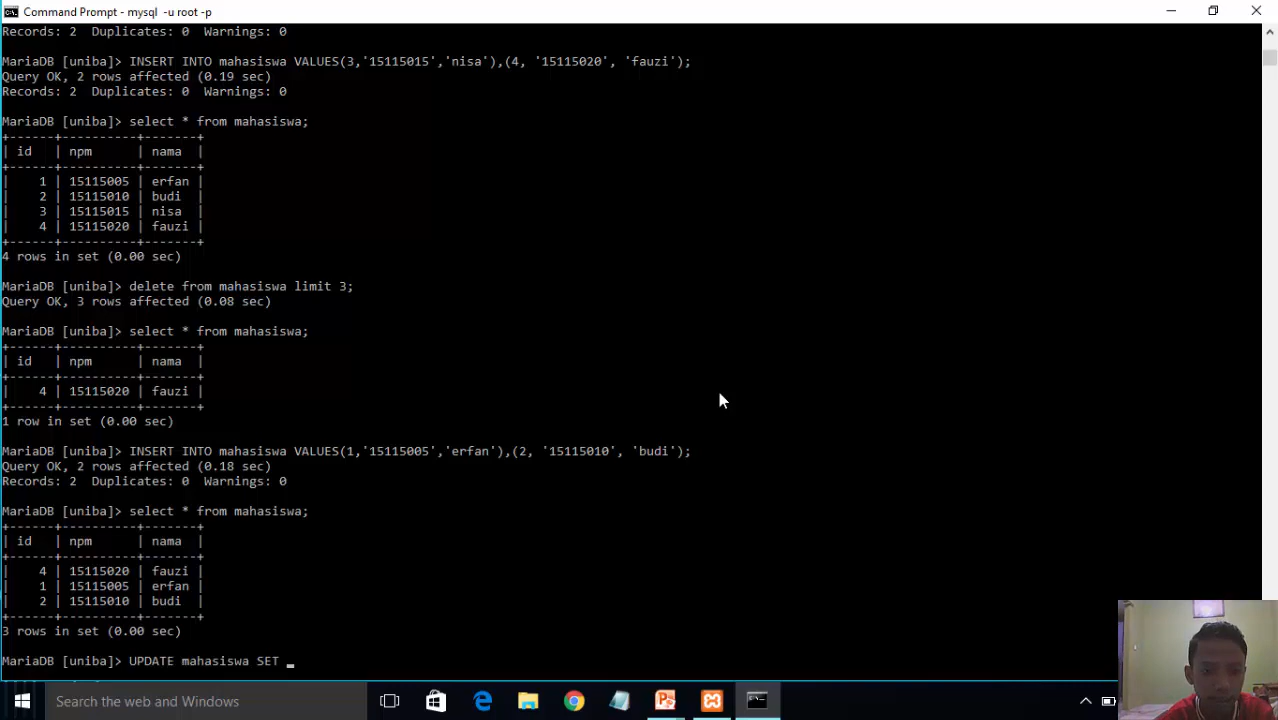 Command Prompt - mysql -u root -p
Records: 2  Duplicates: 0  Warnings: 0
MariaDB [uniba]> INSERT INTO mahasiswa VALUES(3,'15115015','nisa'),(4, '15115020', 'fauzi');
Query OK, 2 rows affected (0.19 sec)
Records: 2  Duplicates: 0  Warnings: 0
MariaDB [uniba]> select * from mahasiswa;
+------+----------+-------+
| id   | npm      | nama  |
+------+----------+-------+
|    1 | 15115005 | erfan |
|    2 | 15115010 | budi  |
|    3 | 15115015 | nisa  |
|    4 | 15115020 | fauzi |
+------+----------+-------+
4 rows in set (0.00 sec)
MariaDB [uniba]> delete from mahasiswa limit 3;
Query OK, 3 rows affected (0.08 sec)
MariaDB [uniba]> select * from mahasiswa;
+------+----------+-------+
| id   | npm      | nama  |
+------+----------+-------+
|    4 | 15115020 | fauzi |
+------+----------+-------+
1 row in set (0.00 sec)
MariaDB [uniba]> INSERT INTO mahasiswa VALUES(1,'15115005','erfan'),(2, '15115010', 'budi');
Query OK, 2 rows affected (0.18 sec)
Records: 2  Duplicates: 0  Warnings: 0
MariaDB [uniba]> select * from mahasiswa;
+------+----------+-------+
| id   | npm      | nama  |
+------+----------+-------+
|    4 | 15115020 | fauzi |
|    1 | 15115005 | erfan |
|    2 | 15115010 | budi  |
+------+----------+-------+
3 rows in set (0.00 sec)
MariaDB [uniba]> UPDATE mahasiswa SET _
Search the web and Windows